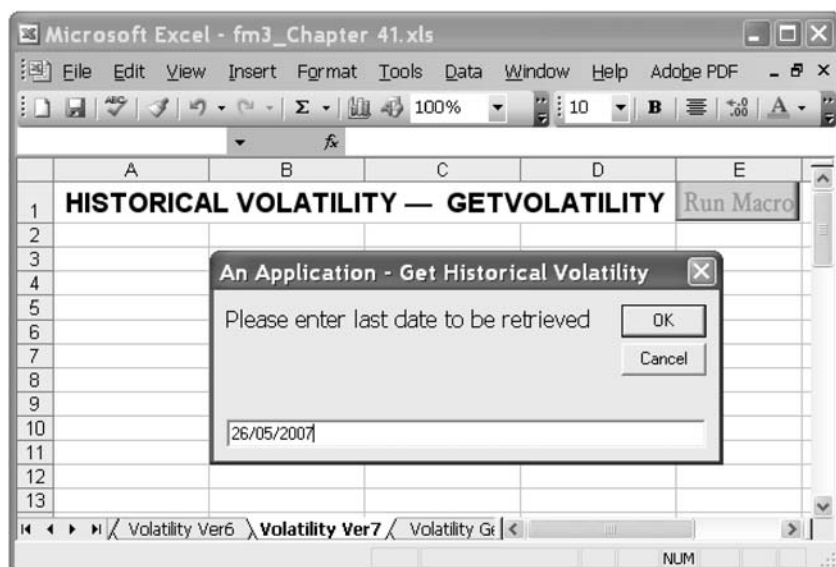 Microsoft Excel - fm3_Chapter 41.xls
File Edit View Insert Format Tools Data Window Help Adobe PDF
ABC Σ 100% 10 B A
fx
A B C D E
1 HISTORICAL VOLATILITY — GETVOLATILITY Run Macro
2
3
An Application - Get Historical Volatility
4
5
Please enter last date to be retrieved OK
6
7
Cancel
8
9
10
26/05/2007
11
12
13
Volatility Ver6 Volatility Ver7 Volatility Ge
NUM